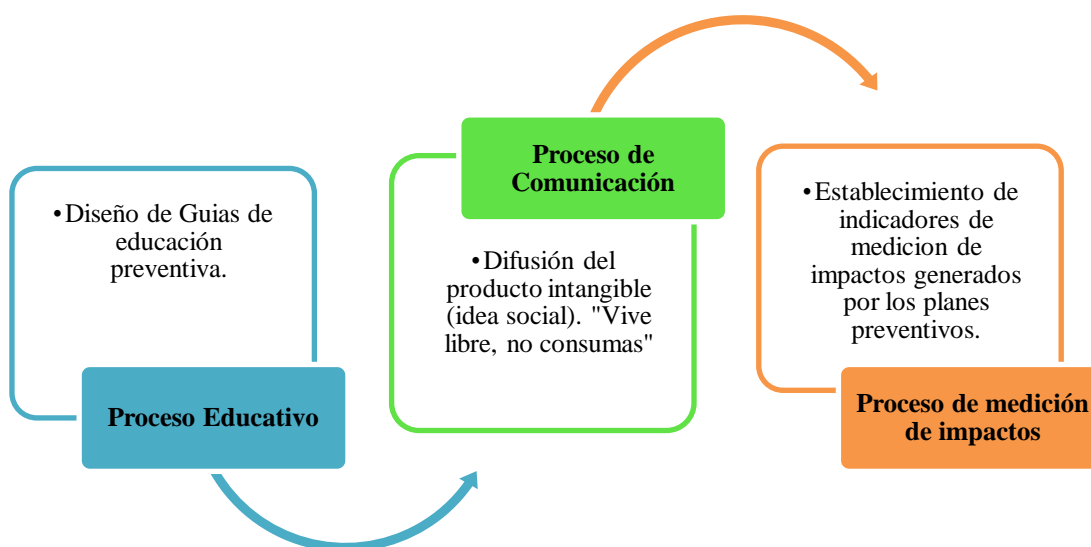 •Diseño de Guias de
educación
preventiva.
Proceso Educativo
Proceso de
Comunicación
•Difusión del
producto intangible
(idea social). "Vive
libre, no consumas"
•Establecimiento de
indicadores de
medicion de
impactos generados
por los planes
preventivos.
Proceso de medición
de impactos